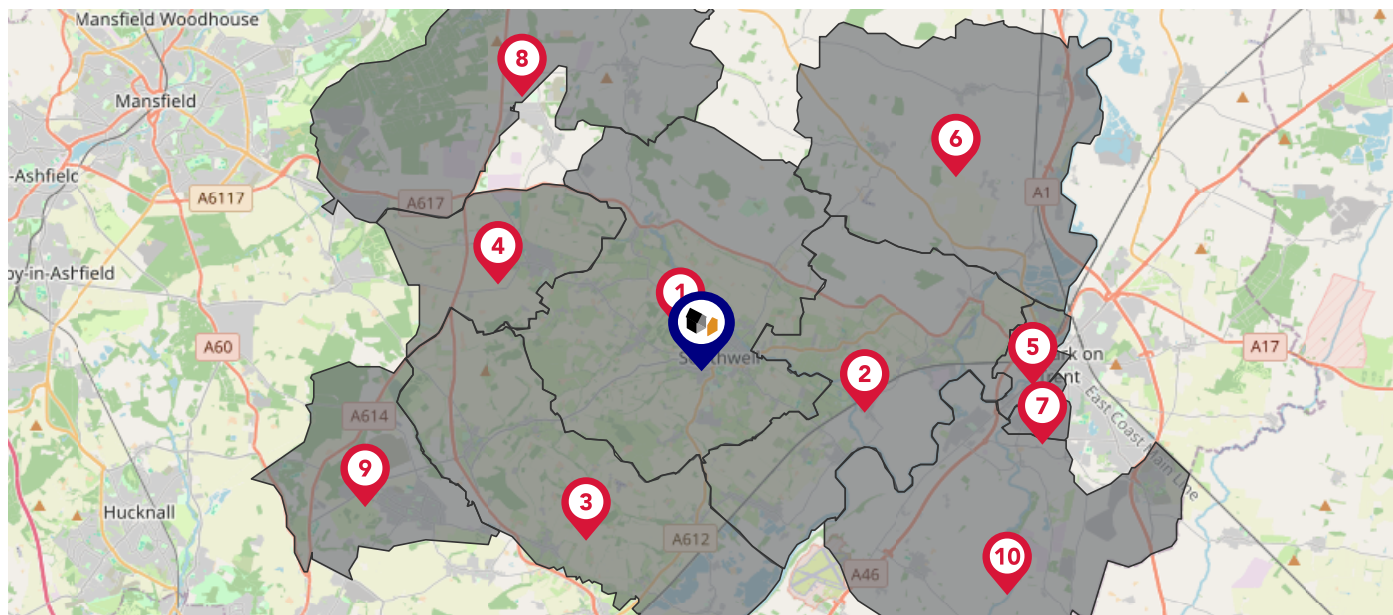 Mansfield Woodhouse
8
Mansfield
6
-Ashfield
A6117
A617
A1
4
by-in-Ashfield
1
A60
5
A17
2
on
7
A614
East Coast Main Line
9
3
Hucknall
A612
10
A46